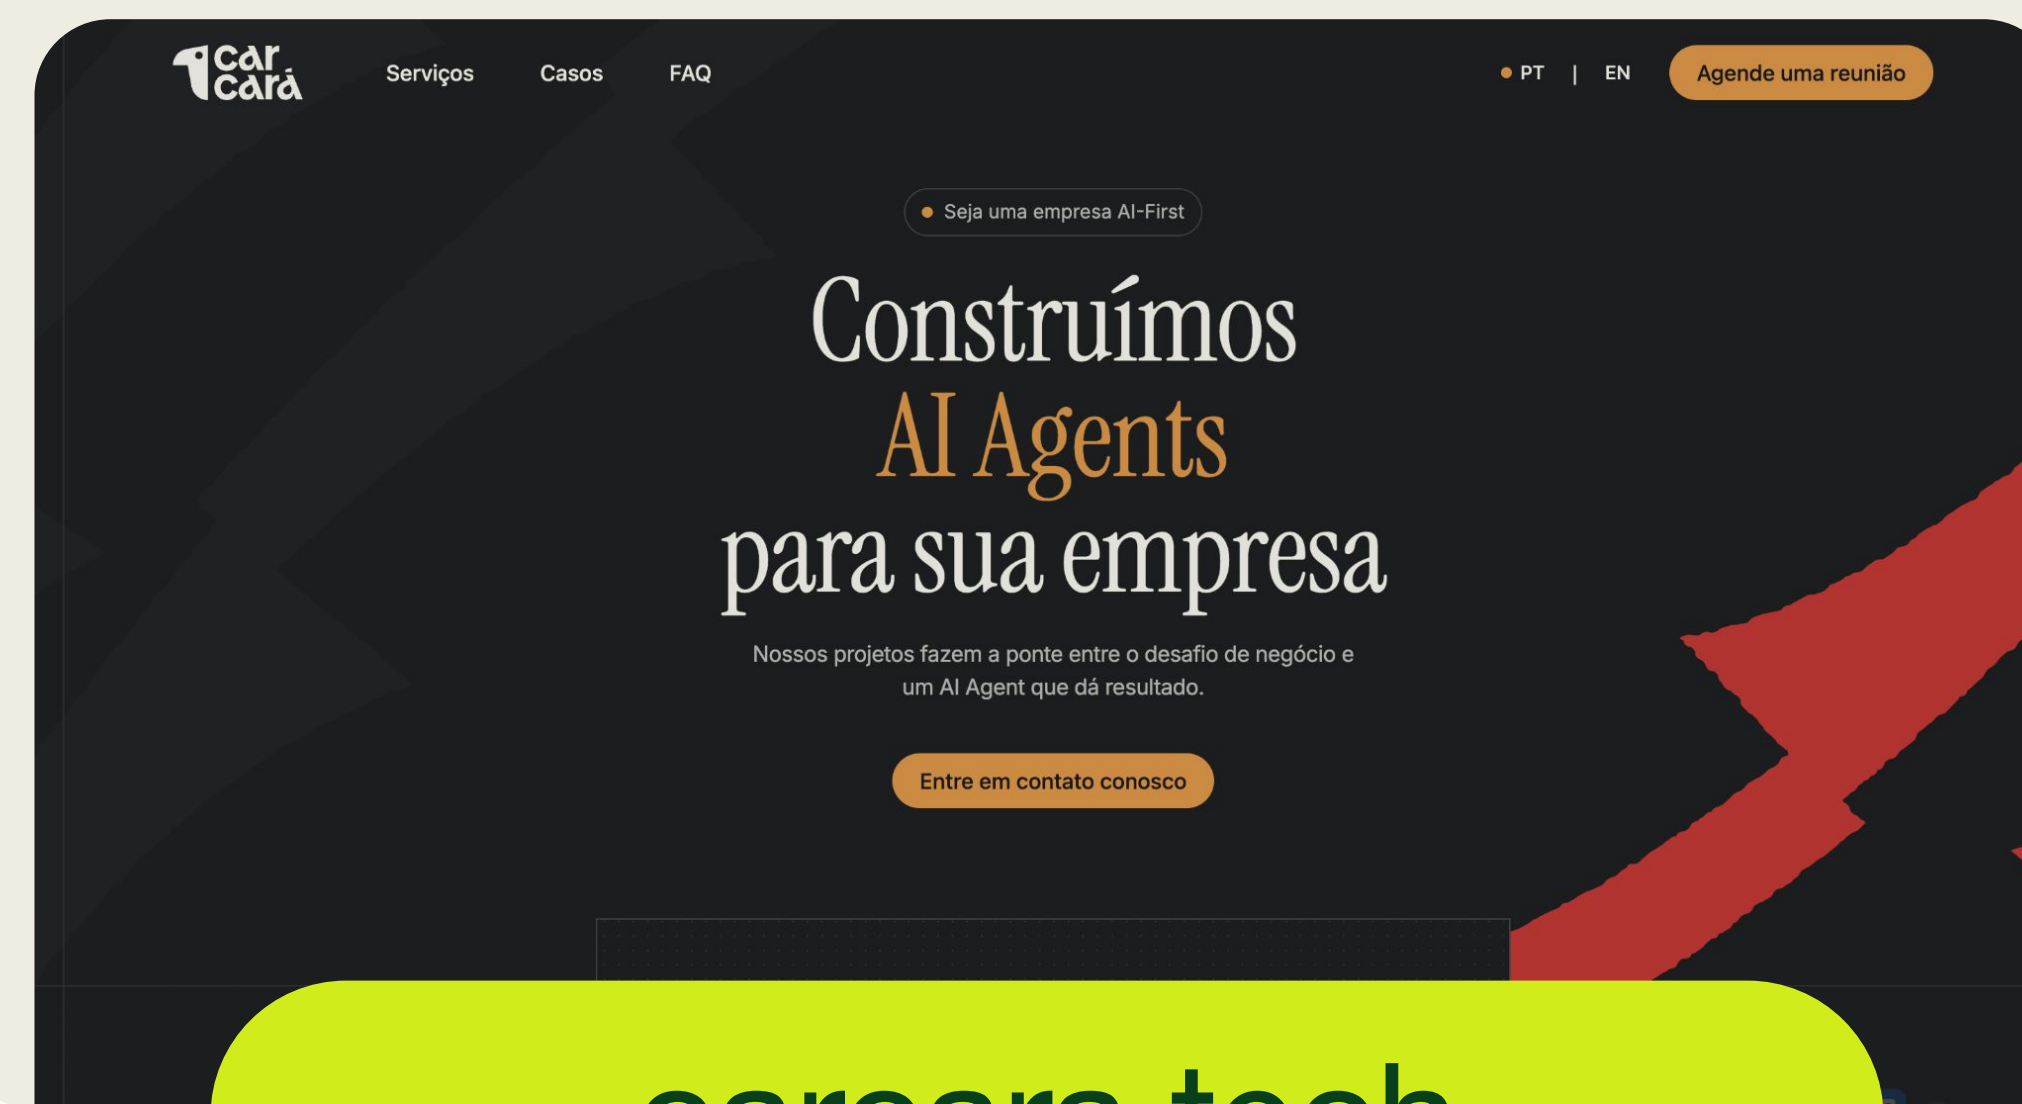 car
cará
Serviços
Casos
FAQ
PT | EN
Agende uma reunião
Seja uma empresa AI-First
Construímos
AI Agents
para sua empresa
Nossos projetos fazem a ponte entre o desafio de negócio e
um AI Agent que dá resultado.
Entre em contato conosco
carcara.tech